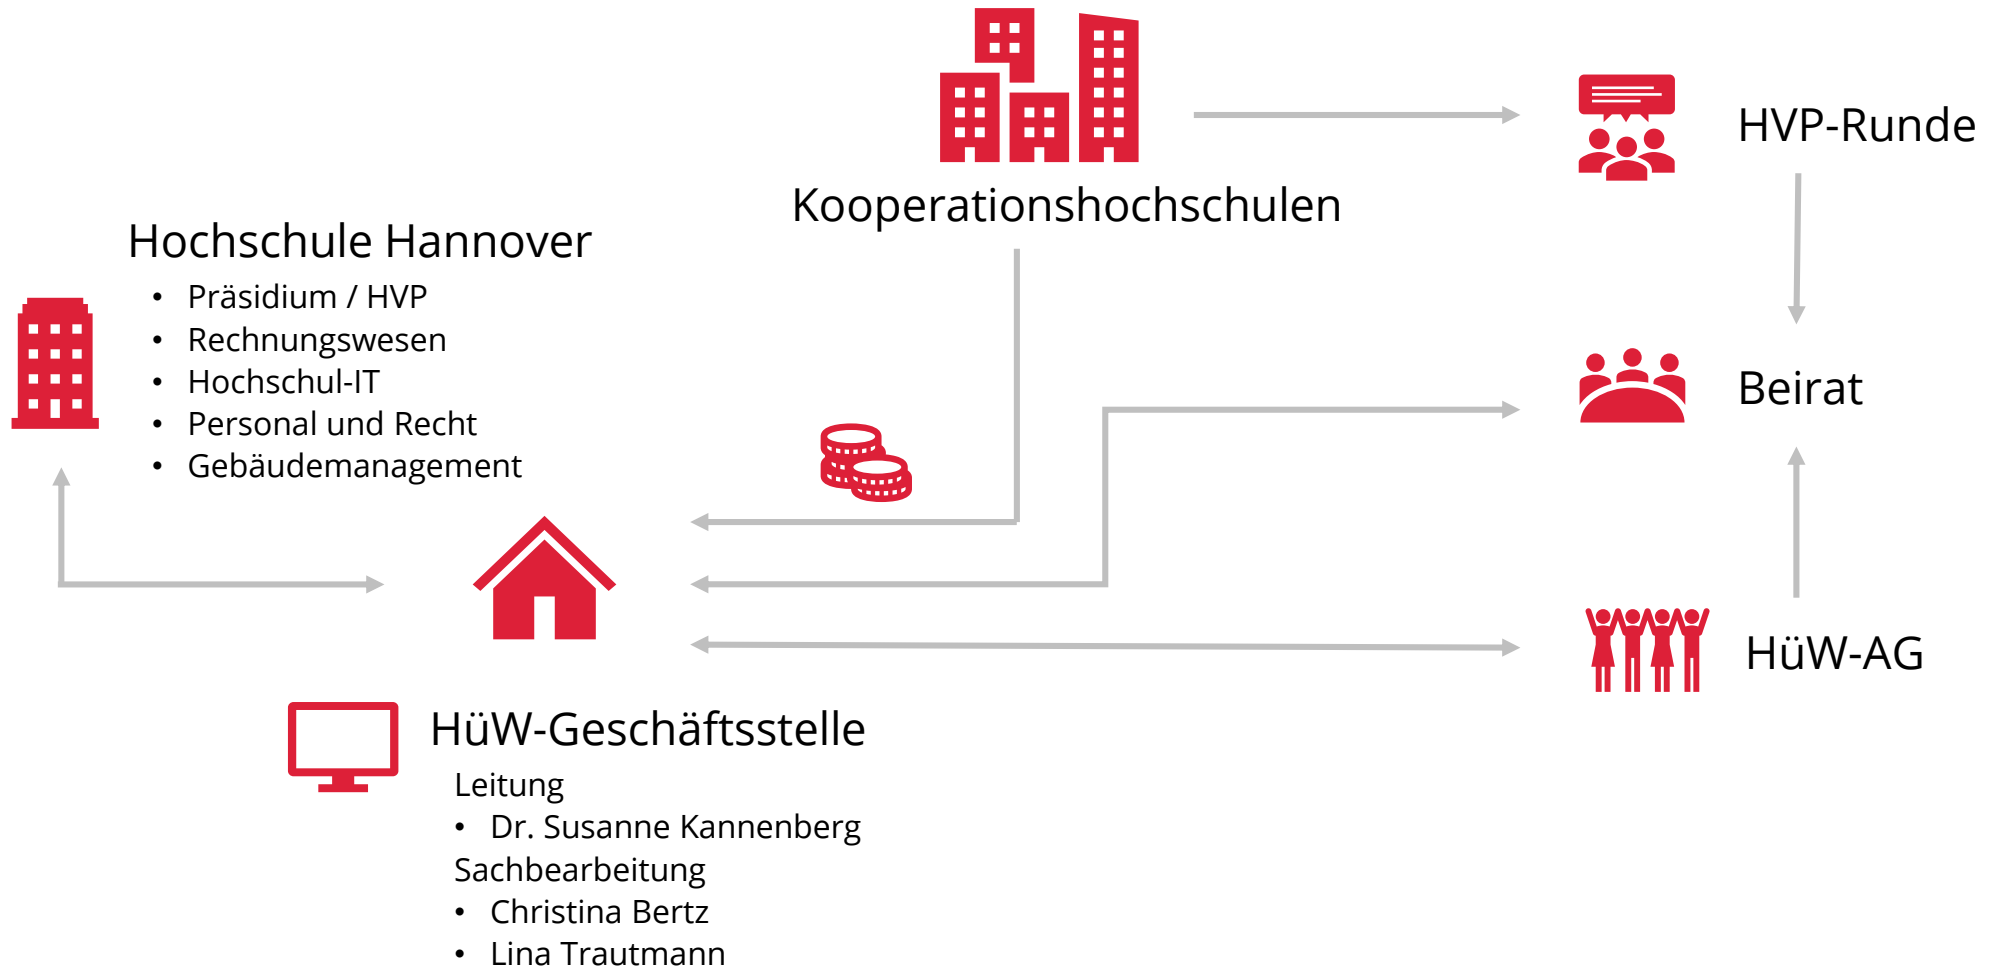 Kooperationshochschulen
HVP-Runde
Hochschule Hannover
• Präsidium / HVP
• Rechnungswesen
• Hochschul-IT
• Personal und Recht
• Gebäudemanagement
Beirat
HüW-AG
HüW-Geschäftsstelle
Leitung
• Dr. Susanne Kannenberg
Sachbearbeitung
• Christina Bertz
• Lina Trautmann